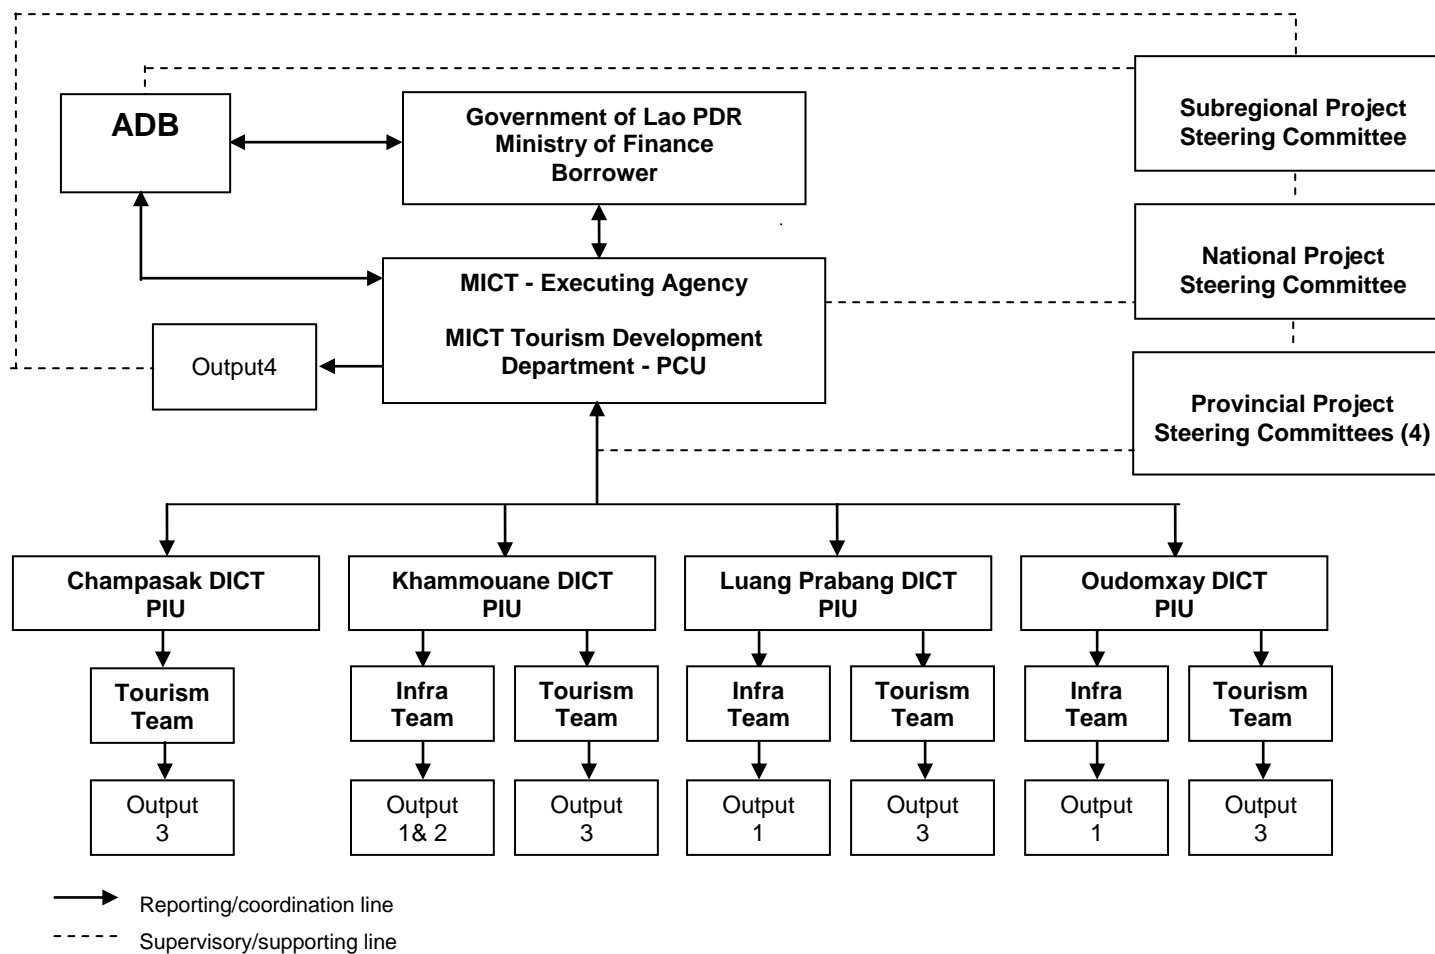 ADB
Government of Lao PDR
Ministry of Finance
Borrower
Subregional Project
Steering Committee
National Project
Steering Committee
MICT - Executing Agency
MICT Tourism Development
Department - PCU
Output4
Provincial Project
Steering Committees (4)
Champasak DICT
PIU
Khammouane DICT
PIU
Luang Prabang DICT
PIU
Oudomxay DICT
PIU
Tourism
Team
Infra
Team
Tourism
Team
Infra
Team
Tourism
Team
Infra
Team
Tourism
Team
Output
3
Output
1& 2
Output
3
Output
1
Output
3
Output
1
Output
3
Reporting/coordination line
Supervisory/supporting line